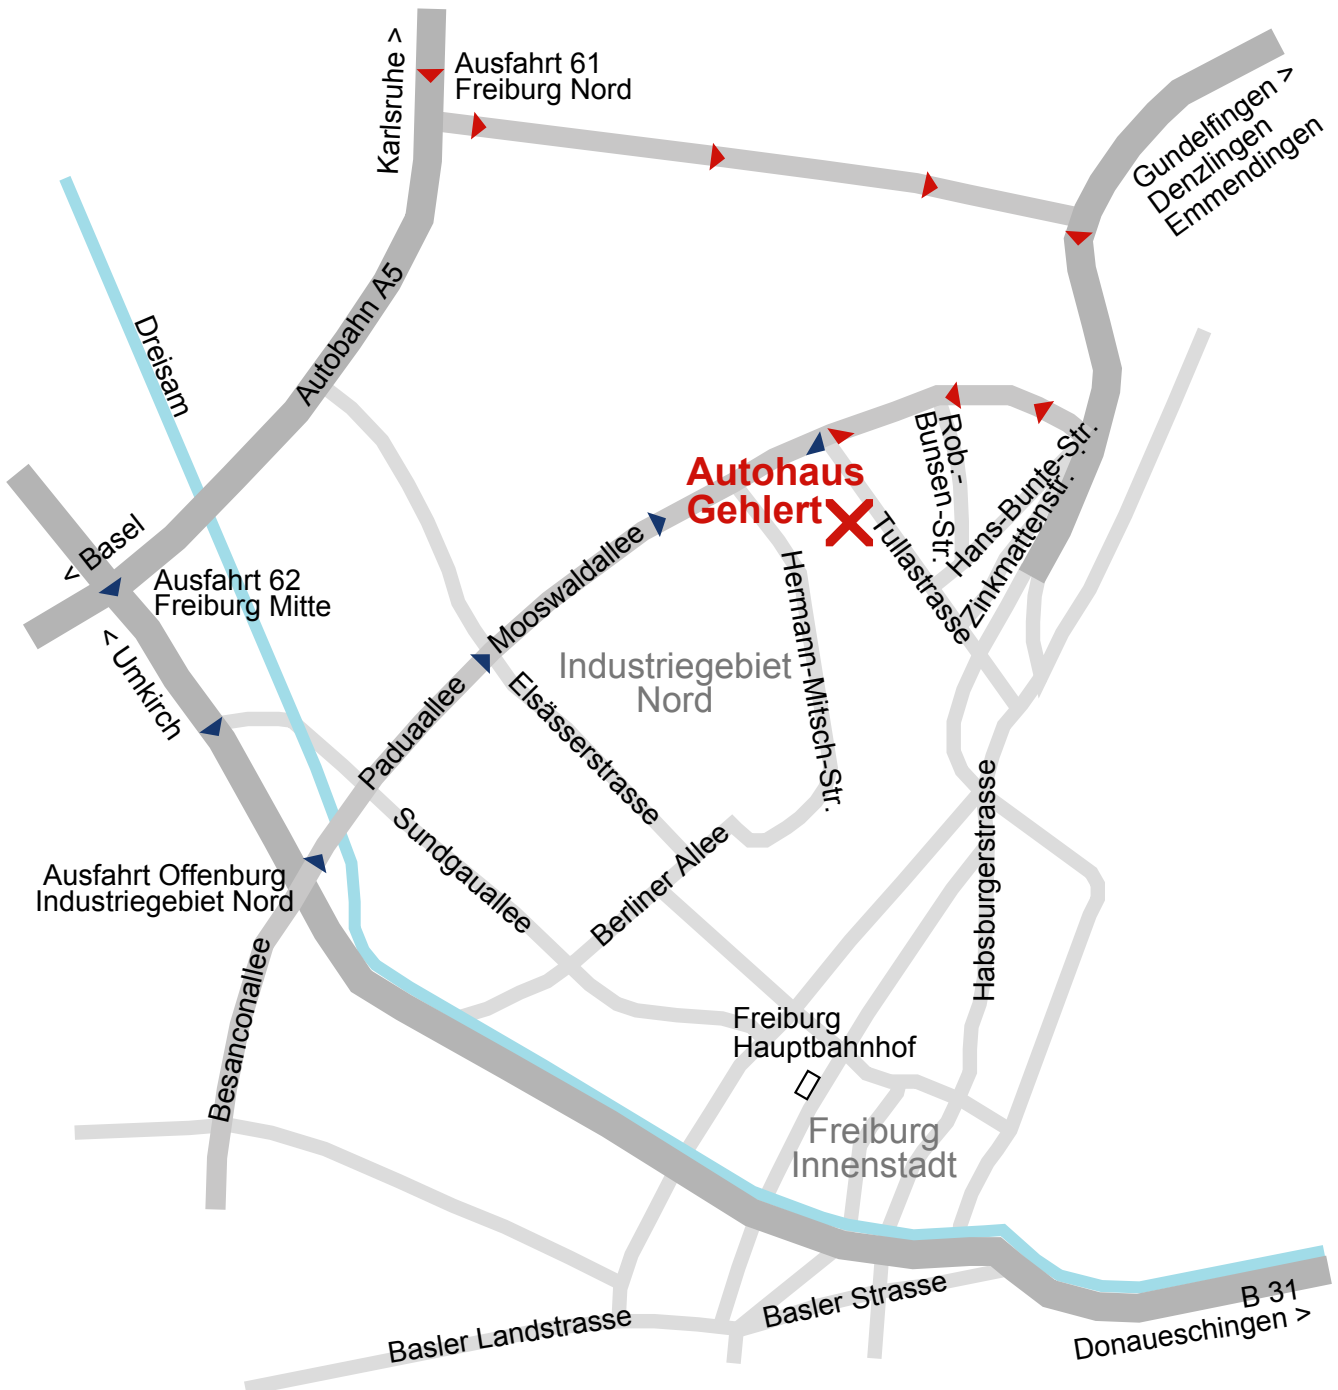 Karlsruhe >
Ausfahrt 61
Freiburg Nord
Gundelfingen >
Denzlingen
Emmendingen
Dreisam
Autobahn A5
Rob.-
Bunsen-Str.
Hans-Bunte-Str.
Zinkmattenstr.
Autohaus
Gehlert
Tullastrasse
< Basel
Ausfahrt 62
Freiburg Mitte
Mooswaldallee
Hermann-Mitsch-Str.
< Umkirch
Industriegebiet
Nord
Paduaallee
Elsässerstrasse
Sundgauallee
Habsburgerstrasse
Ausfahrt Offenburg
Industriegebiet Nord
Berliner Allee
Besanconallee
Freiburg
Hauptbahnhof
Freiburg
Innenstadt
Basler Landstrasse
Basler Strasse
B 31
Donaueschingen >